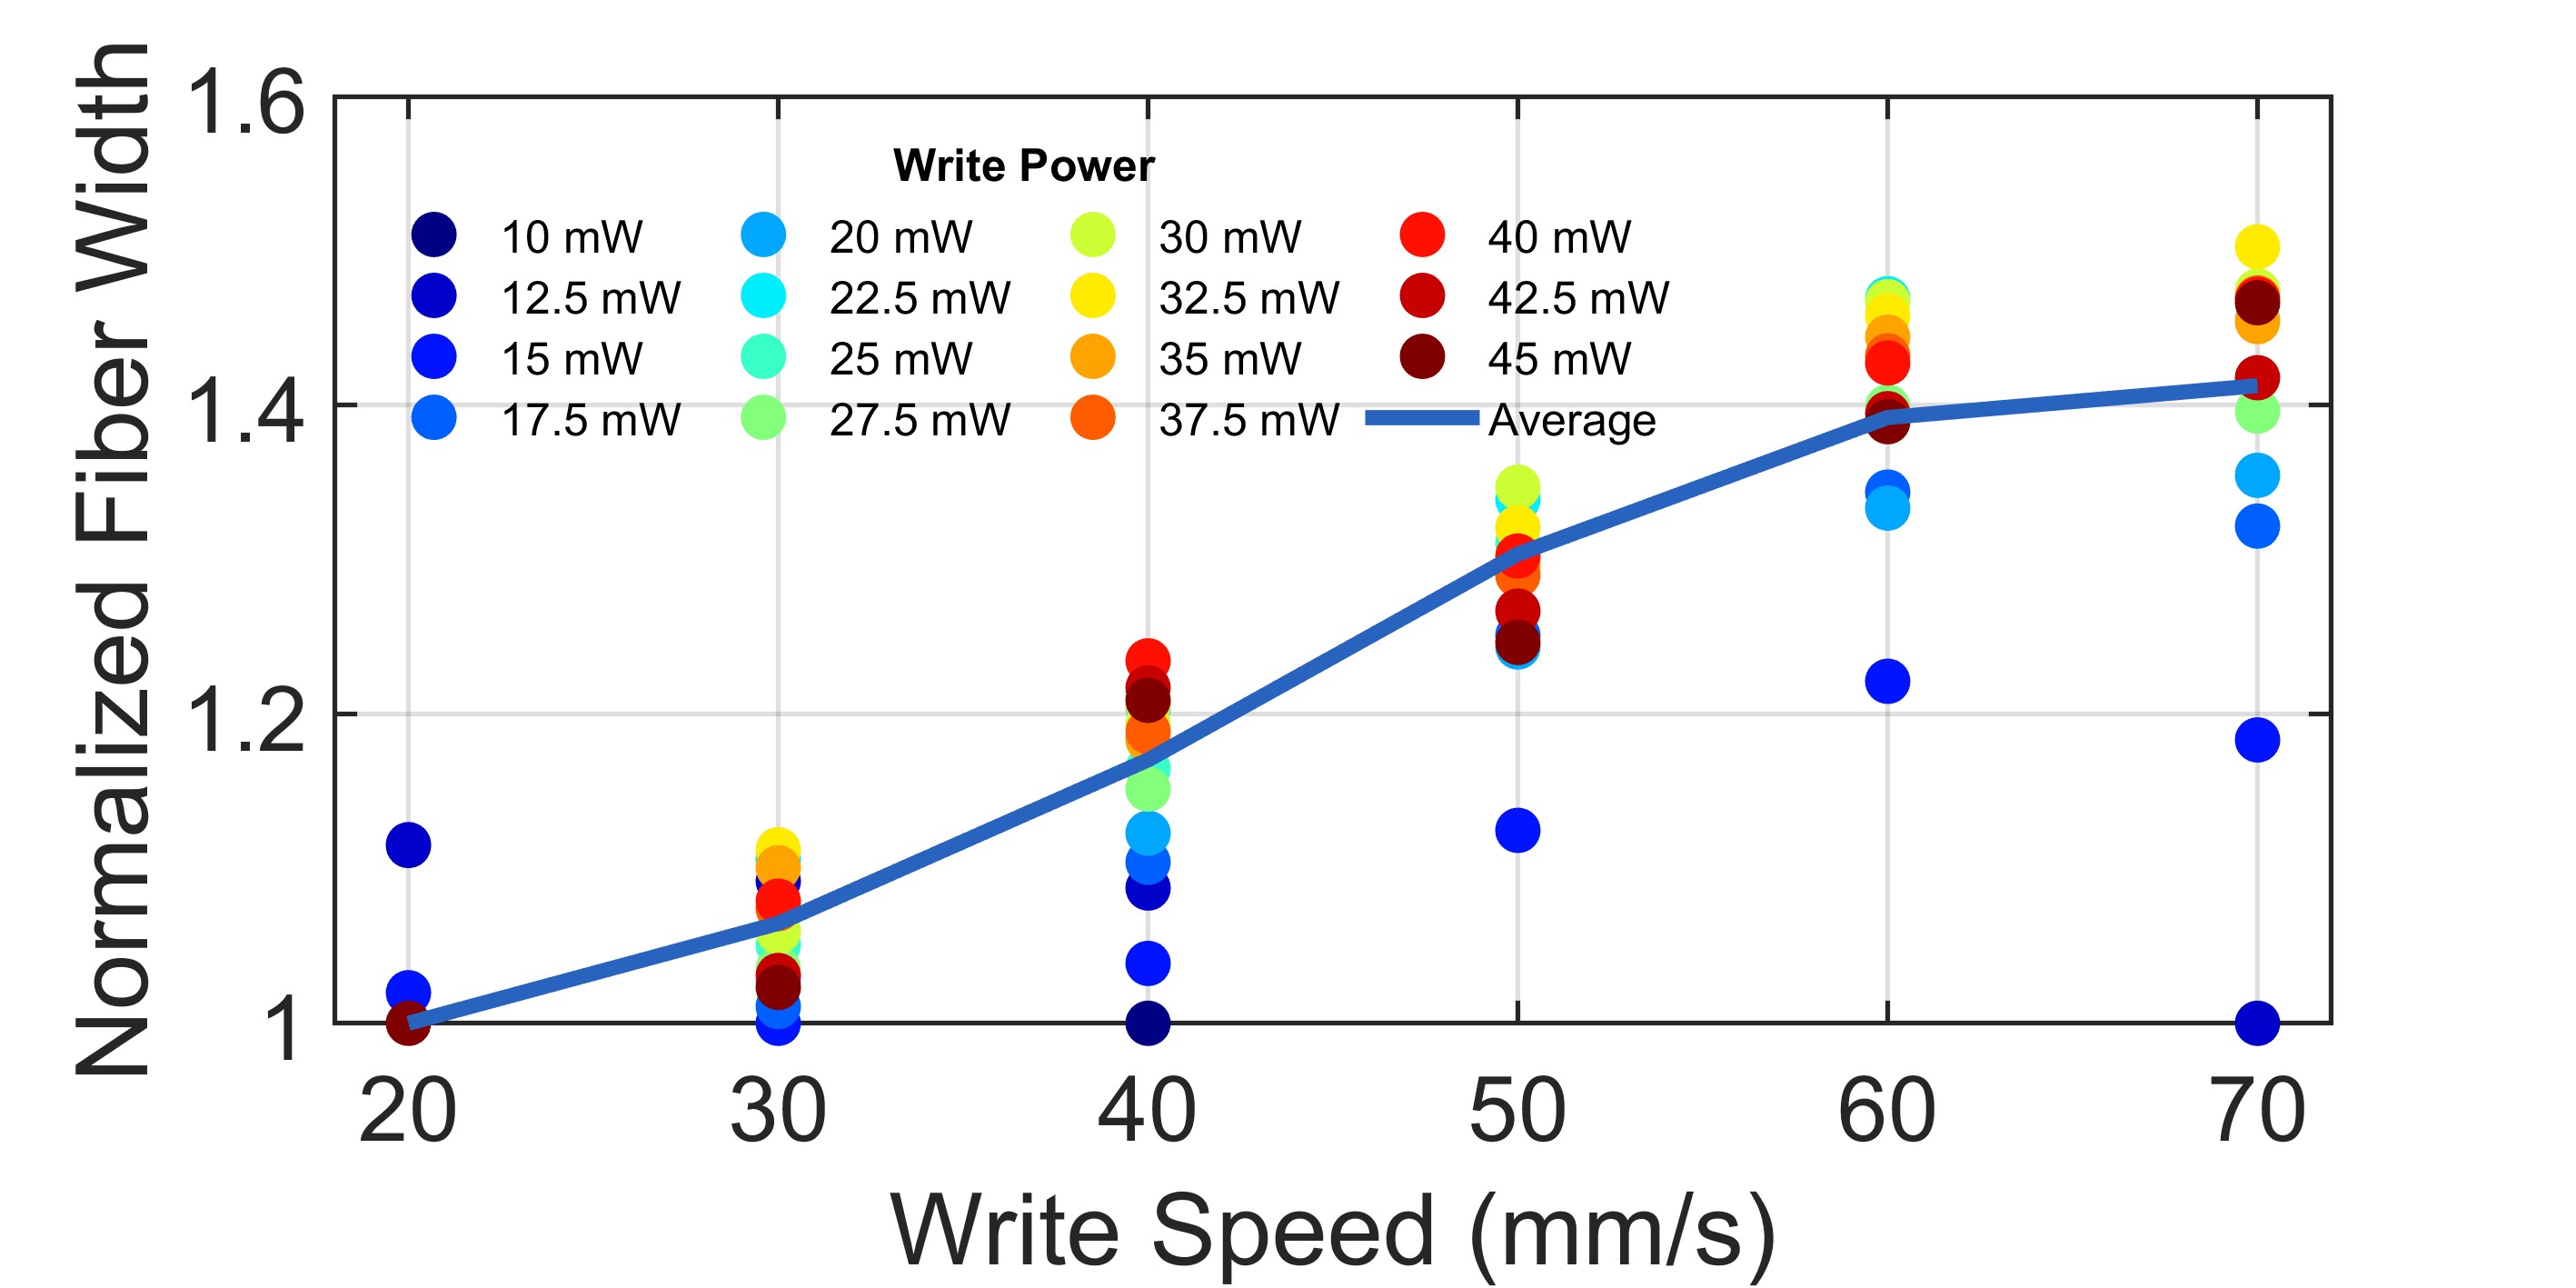 Normalized Fiber Width
1.6
1.4
1.2
1
Write Power
10 mW 20 mW 30 mW 40 mW
12.5 mW 22.5 mW 32.5 mW 42.5 mW
15 mW 25 mW 35 mW 45 mW
17.5 mW 27.5 mW 37.5 mW Average
20 30 40 50 60 70
Write Speed (mm/s)